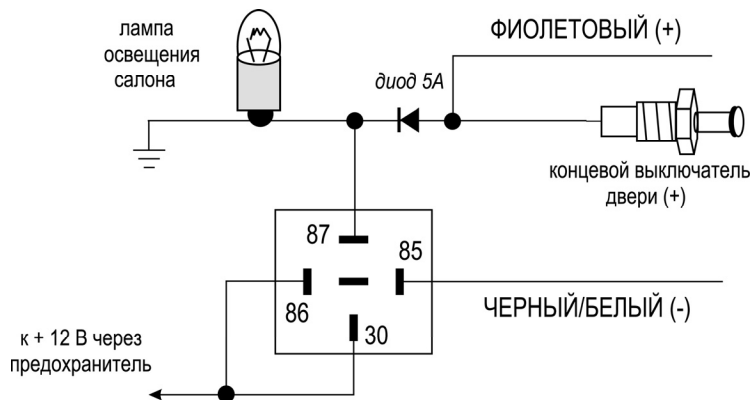 лампа
освещения
салона
ФИОЛЕТОВЫЙ (+)
диод 5А
концевой выключатель
двери (+)
87
85
86
30
ЧЕРНЫЙ/БЕЛЫЙ (-)
к + 12 В через
предохранитель